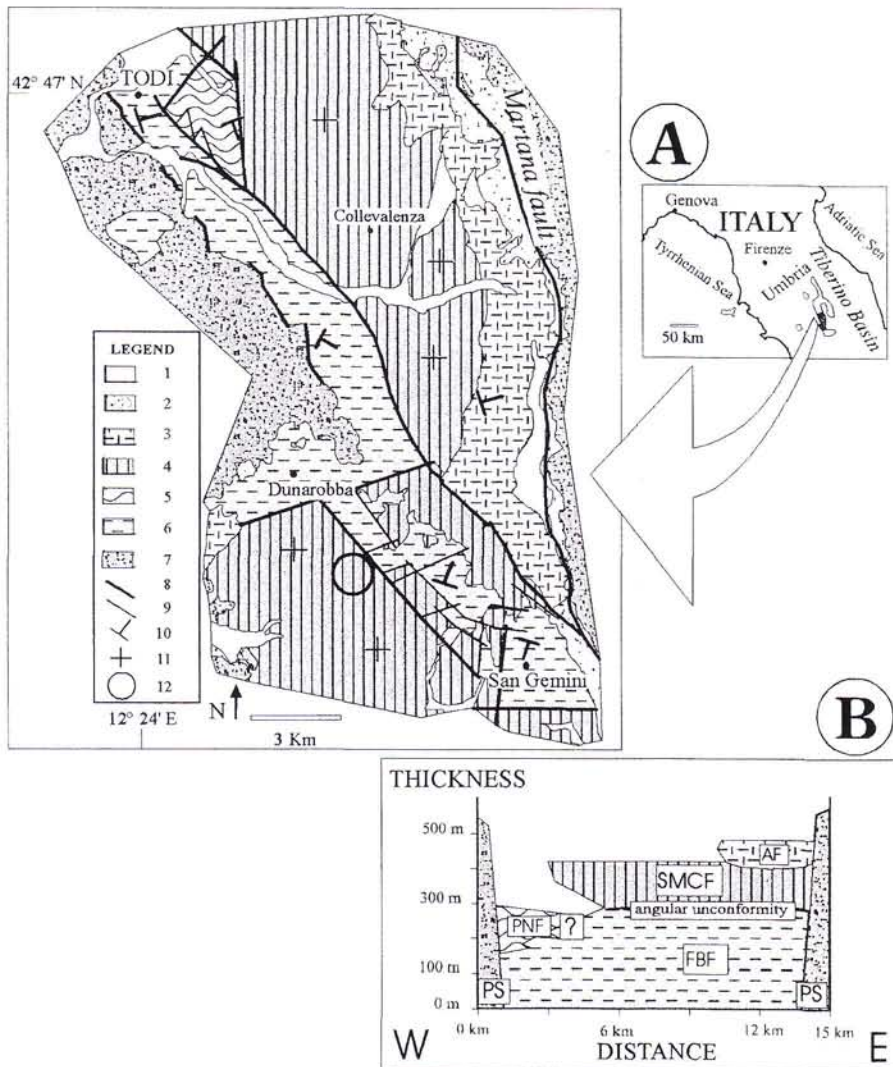 42° 47' N
TODI
Martana fault
Collevalenza
Dunarobba
San Gemini
LEGEND
1
2
3
4
5
6
7
8
9
10
11
12
12° 24' E
N
3 Km
A
Genova
ITALY
Firenze
Adriatic Sea
Tyrrhenian Sea
Umbria
Tiberino Basin
50 km
B
THICKNESS
500 m
300 m
100 m
0 m
AF
SMCF
angular unconformity
PNF
?
FBF
PS
PS
0 km
6 km
12 km
15 km
W
DISTANCE
E